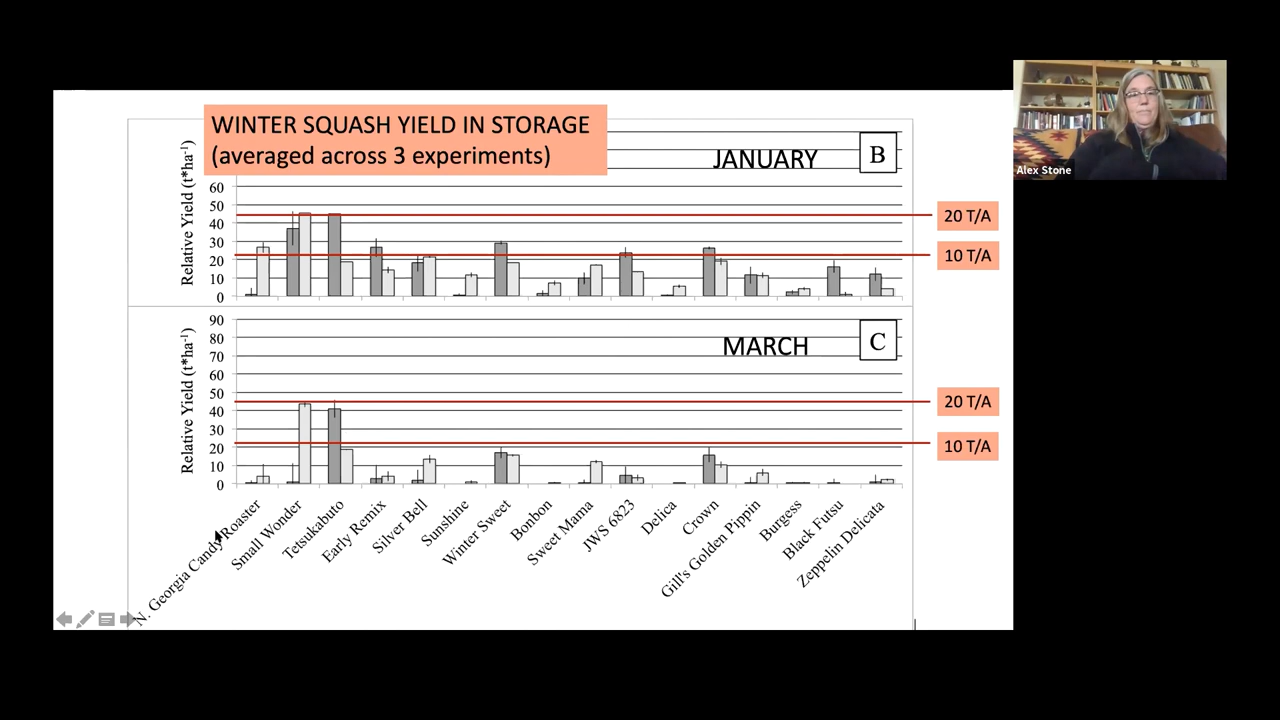 WINTER SQUASH YIELD IN STORAGE
(averaged across 3 experiments)
JANUARY
B
Relative Yield (t*ha-1)
60
50
40
30
20
10
0
20 T/A
10 T/A
MARCH
C
Relative Yield (t*ha-1)
90
80
70
60
50
40
30
20
10
0
20 T/A
10 T/A
N. Georgia Candy Roaster
Small Wonder
Tetsukabuto
Early Remix
Silver Bell
Sunshine
Winter Sweet
Bonbon
Sweet Mama
JWS 6823
Delica
Crown
Gill's Golden Pippin
Burgess
Black Futsu
Zeppelin Delicata
Alex Stone